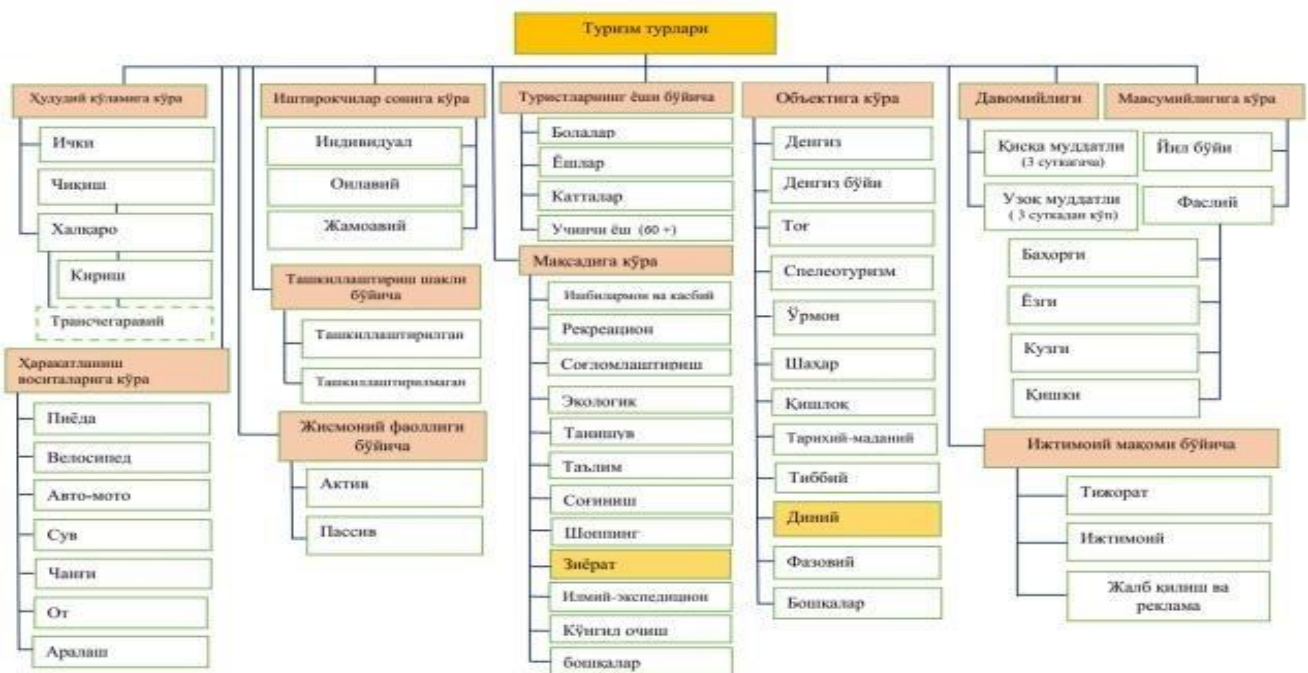 Туризм турлари
Ҳудудий кўламига кўра
Ички
Чиқиш
Халқаро
Кириш
Трансчегаравий
Ҳаракатланиш
воситаларига кўра
Пиёда
Велосипед
Авто-мото
Сув
Чанғи
От
Аралаш
Иштирокчилар сонига кўра
Индивидуал
Оилавий
Жамоавий
Ташкиллаштириш шакли
бўйича
Ташкиллаштирилган
Ташкиллаштирилмаган
Жисмоний фаоллиги
бўйича
Актив
Пассив
Туристларнинг ёши бўйича
Болалар
Ёшлар
Катталар
Учинчи ёш (60 +)
Мақсадига кўра
Ишбилармон ва касбий
Рекреацион
Соғломлаштириш
Экологик
Танишув
Таълим
Соғиниш
Шоппинг
Зиёрат
Илмий-экспедицион
Кўнгил очиш
бошқалар
Объектига кўра
Денгиз
Денгиз бўйи
Тоғ
Спелеотуризм
Ўрмон
Шаҳар
Қишлоқ
Тарихий-маданий
Тиббий
Диний
Фазовий
Бошқалар
Давомийлиги
Қисқа муддатли
(3 суткагача)
Узоқ муддатли
( 3 суткадан кўп)
Мавсумийлигига кўра
Йил бўйи
Фаслий
Баҳорги
Ёзги
Кузги
Қишки
Ижтимоий мақоми бўйича
Тижорат
Ижтимоий
Жалб қилиш ва
реклама